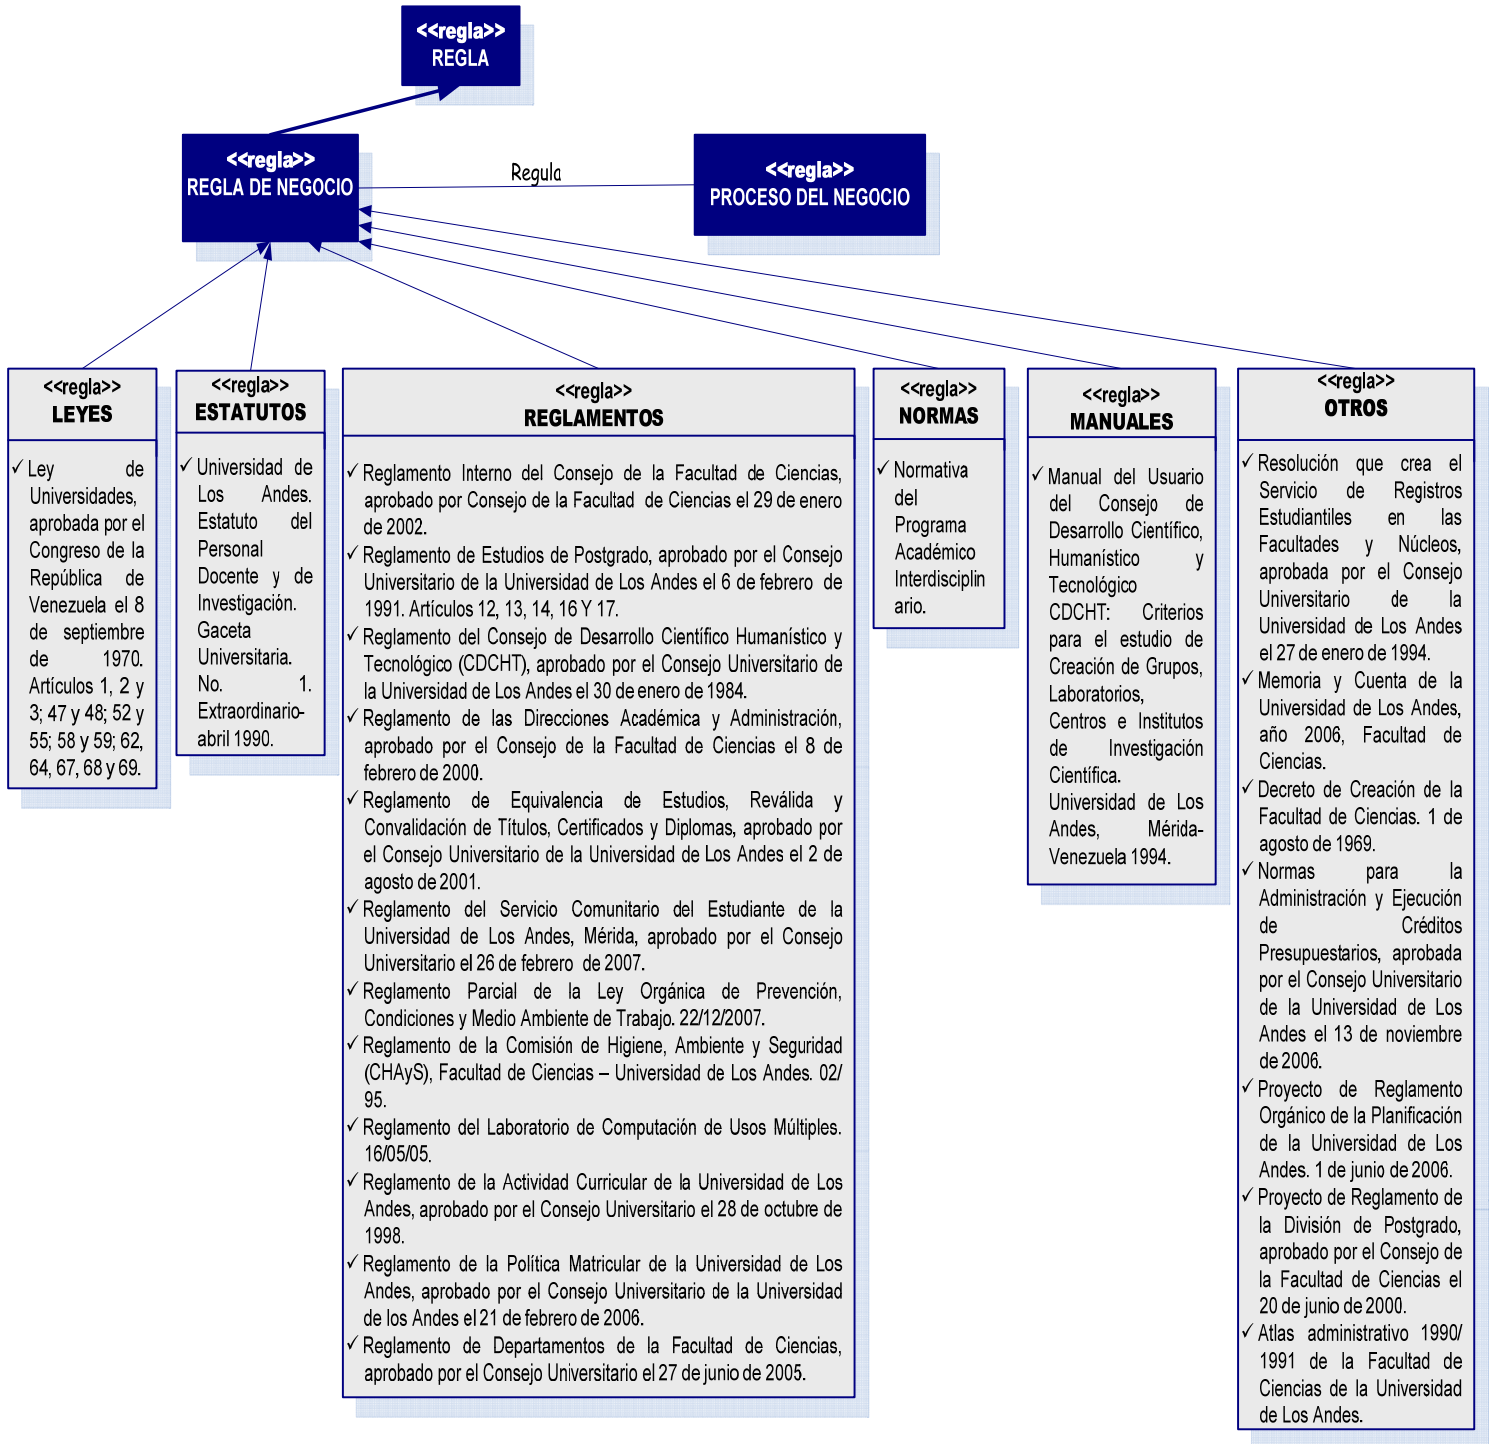 <<regla>>
REGLA
<<regla>>
REGLA DE NEGOCIO
Regula
<<regla>>
PROCESO DEL NEGOCIO
<<regla>>
LEYES
✓ Ley de
Universidades,
aprobada por el
Congreso de la
República de
Venezuela el 8
de septiembre
de 1970.
Artículos 1, 2 y
3; 47 y 48; 52 y
55; 58 y 59; 62,
64, 67, 68 y 69.
<<regla>>
ESTATUTOS
✓ Universidad de
Los Andes.
Estatuto del
Personal
Docente y de
Investigación.
Gaceta
Universitaria.
No. 1.
Extraordinario-
abril 1990.
<<regla>>
REGLAMENTOS
✓ Reglamento Interno del Consejo de la Facultad de Ciencias,
aprobado por Consejo de la Facultad de Ciencias el 29 de enero
de 2002.
✓ Reglamento de Estudios de Postgrado, aprobado por el Consejo
Universitario de la Universidad de Los Andes el 6 de febrero de
1991. Artículos 12, 13, 14, 16 Y 17.
✓ Reglamento del Consejo de Desarrollo Científico Humanístico y
Tecnológico (CDCHT), aprobado por el Consejo Universitario de
la Universidad de Los Andes el 30 de enero de 1984.
✓ Reglamento de las Direcciones Académica y Administración,
aprobado por el Consejo de la Facultad de Ciencias el 8 de
febrero de 2000.
✓ Reglamento de Equivalencia de Estudios, Reválida y
Convalidación de Títulos, Certificados y Diplomas, aprobado por
el Consejo Universitario de la Universidad de Los Andes el 2 de
agosto de 2001.
✓ Reglamento del Servicio Comunitario del Estudiante de la
Universidad de Los Andes, Mérida, aprobado por el Consejo
Universitario el 26 de febrero de 2007.
✓ Reglamento Parcial de la Ley Orgánica de Prevención,
Condiciones y Medio Ambiente de Trabajo. 22/12/2007.
✓ Reglamento de la Comisión de Higiene, Ambiente y Seguridad
(CHAyS), Facultad de Ciencias – Universidad de Los Andes. 02/
95.
✓ Reglamento del Laboratorio de Computación de Usos Múltiples.
16/05/05.
✓ Reglamento de la Actividad Curricular de la Universidad de Los
Andes, aprobado por el Consejo Universitario el 28 de octubre de
1998.
✓ Reglamento de la Política Matricular de la Universidad de Los
Andes, aprobado por el Consejo Universitario de la Universidad
de los Andes el 21 de febrero de 2006.
✓ Reglamento de Departamentos de la Facultad de Ciencias,
aprobado por el Consejo Universitario el 27 de junio de 2005.
<<regla>>
NORMAS
✓ Normativa
del
Programa
Académico
Interdisciplin
ario.
<<regla>>
MANUALES
✓ Manual del Usuario
del Consejo de
Desarrollo Científico,
Humanístico y
Tecnológico
CDCHT: Criterios
para el estudio de
Creación de Grupos,
Laboratorios,
Centros e Institutos
de Investigación
Científica.
Universidad de Los
Andes, Mérida-
Venezuela 1994.
<<regla>>
OTROS
✓ Resolución que crea el
Servicio de Registros
Estudiantiles en las
Facultades y Núcleos,
aprobada por el Consejo
Universitario de la
Universidad de Los Andes
el 27 de enero de 1994.
✓ Memoria y Cuenta de la
Universidad de Los Andes,
año 2006, Facultad de
Ciencias.
✓ Decreto de Creación de la
Facultad de Ciencias. 1 de
agosto de 1969.
✓ Normas para la
Administración y Ejecución
de Créditos
Presupuestarios, aprobada
por el Consejo Universitario
de la Universidad de Los
Andes el 13 de noviembre
de 2006.
✓ Proyecto de Reglamento
Orgánico de la Planificación
de la Universidad de Los
Andes. 1 de junio de 2006.
✓ Proyecto de Reglamento de
la División de Postgrado,
aprobado por el Consejo de
la Facultad de Ciencias el
20 de junio de 2000.
✓ Atlas administrativo 1990/
1991 de la Facultad de
Ciencias de la Universidad
de Los Andes.